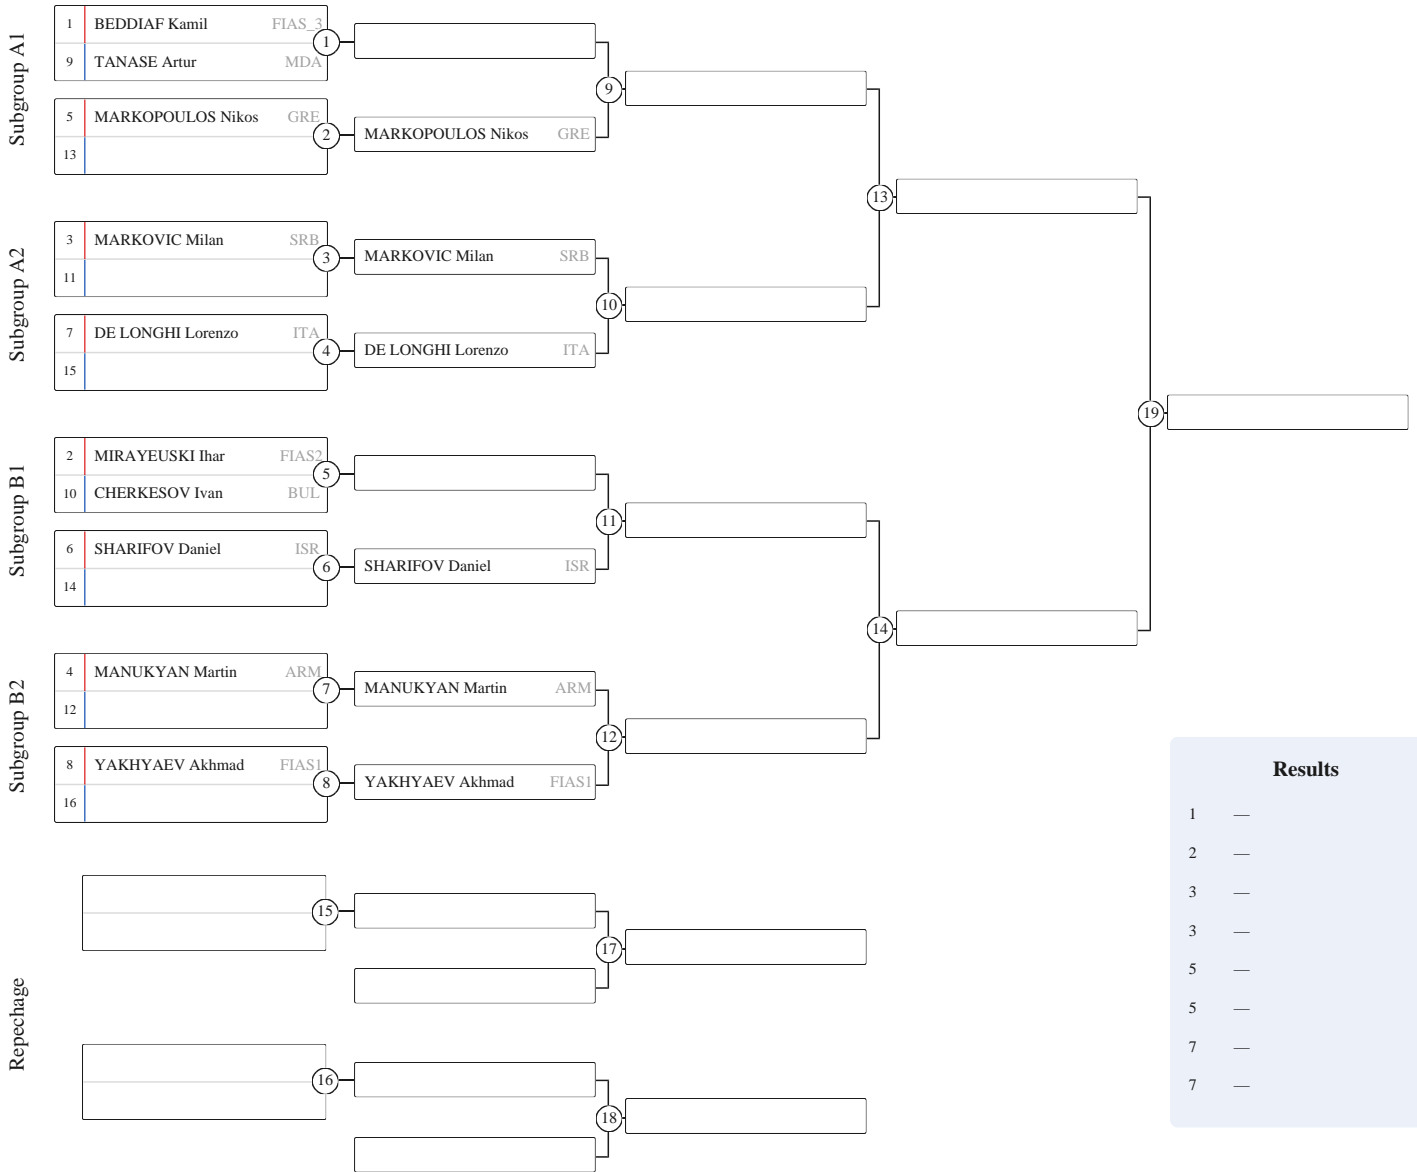 Subgroup A1
1 BEDDIAF Kamil FIAS_3
9 TANASE Artur MDA
1
5 MARKOPOULOS Nikos GRE
13
2
MARKOPOULOS Nikos GRE
9
Subgroup A2
3 MARKOVIC Milan SRB
11
3
MARKOVIC Milan SRB
7 DE LONGHI Lorenzo ITA
15
4
DE LONGHI Lorenzo ITA
10
13
Subgroup B1
2 MIRAYEUSKI Ihar FIAS2
10 CHERKESOV Ivan BUL
5
6 SHARIFOV Daniel ISR
14
6
SHARIFOV Daniel ISR
11
Subgroup B2
4 MANUKYAN Martin ARM
12
7
MANUKYAN Martin ARM
8 YAKHYAEV Akhmad FIAS1
16
8
YAKHYAEV Akhmad FIAS1
12
14
19
Repechage
15
17
16
18
Results
1 —
2 —
3 —
3 —
5 —
5 —
7 —
7 —